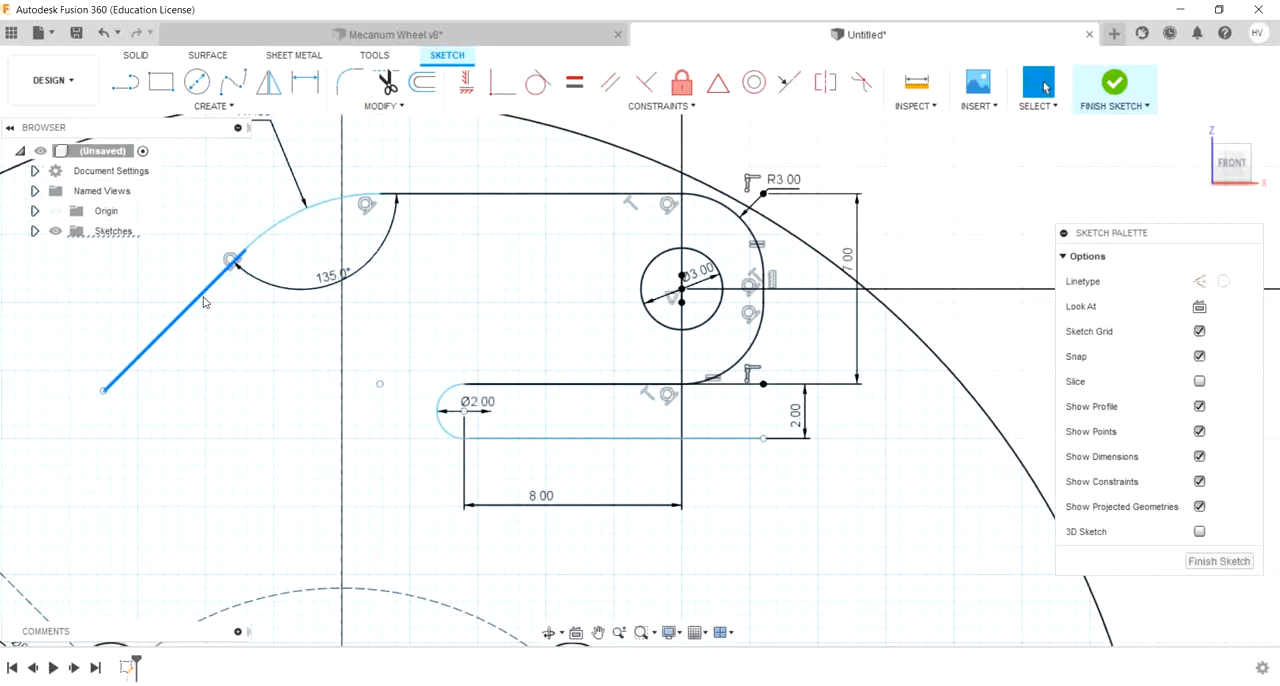 Autodesk Fusion 360 (Education License)
Mecanum Wheel v8*
Untitled*
HV
DESIGN
SOLID
SURFACE
SHEET METAL
TOOLS
SKETCH
CREATE
MODIFY
CONSTRAINTS
INSPECT
INSERT
SELECT
FINISH SKETCH
BROWSER
(Unsaved)
Document Settings
Named Views
Origin
Sketches
Z
FRONT
X
R3.00
135.0°
Ø3.00
7.00
Ø2.00
2.00
8 00
SKETCH PALETTE
Options
Linetype
Look At
Sketch Grid
Snap
Slice
Show Profile
Show Points
Show Dimensions
Show Constraints
Show Projected Geometries
3D Sketch
Finish Sketch
COMMENTS